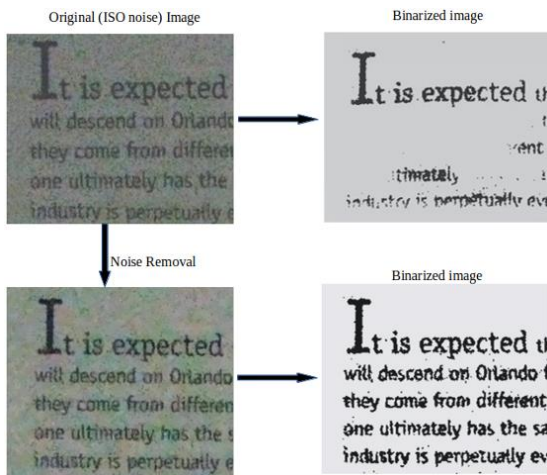 Original (ISO noise) Image
It is expected
will descend on Orlando
they come from differen
one ultimately has the
industry is perpetually e
Binarized image
It is expected
vent
timately
industry is perpetually ev
Noise Removal
It is expected
will descend on Orlando
they come from differen
one ultimately has the s
industry is perpetually e
Binarized image
It is expected u
will descend on Orlando f
they come from different
one ultimately has the sa
industry is perpetually ev